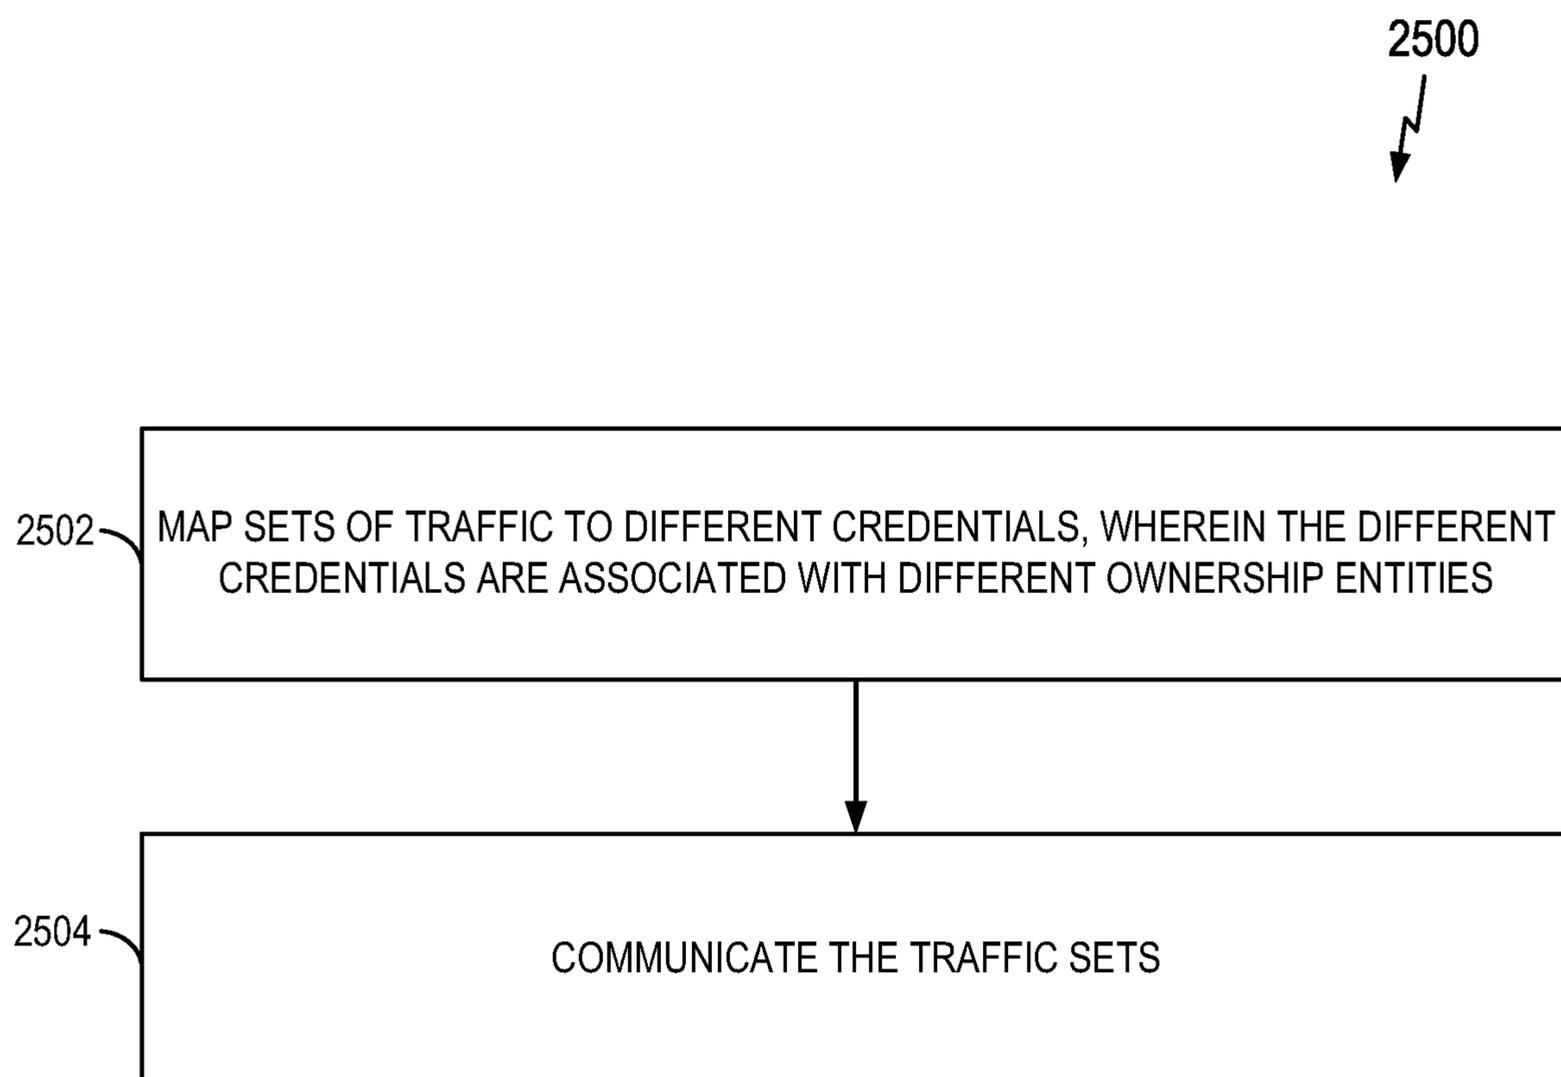 2500
2502
MAP SETS OF TRAFFIC TO DIFFERENT CREDENTIALS, WHEREIN THE DIFFERENT
CREDENTIALS ARE ASSOCIATED WITH DIFFERENT OWNERSHIP ENTITIES
2504
COMMUNICATE THE TRAFFIC SETS